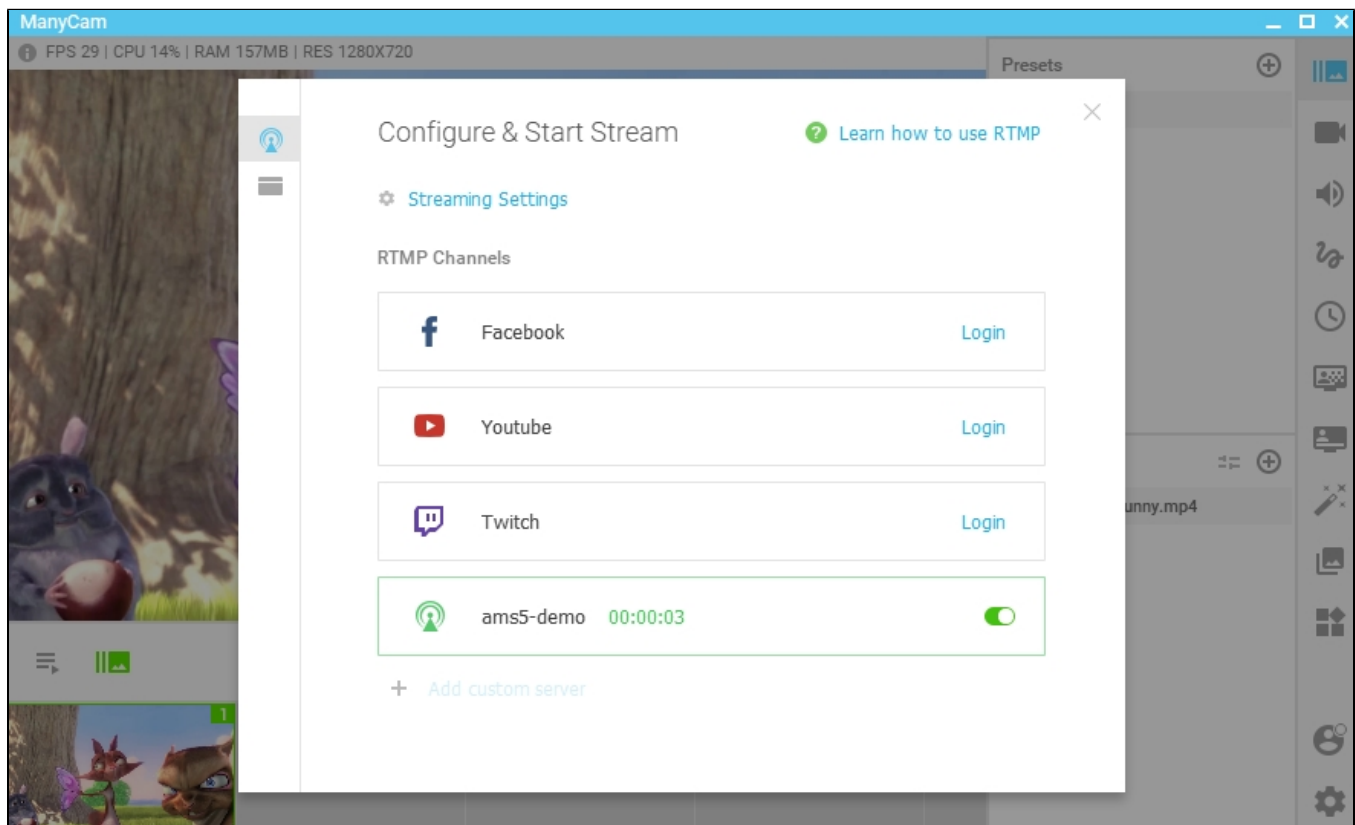 ManyCam
FPS 29 | CPU 14% | RAM 157MB | RES 1280X720
Presets
Configure & Start Stream
? Learn how to use RTMP
Streaming Settings
RTMP Channels
Facebook Login
Youtube Login
Twitch Login
unny.mp4
ams5-demo 00:00:03
+ Add custom server
1